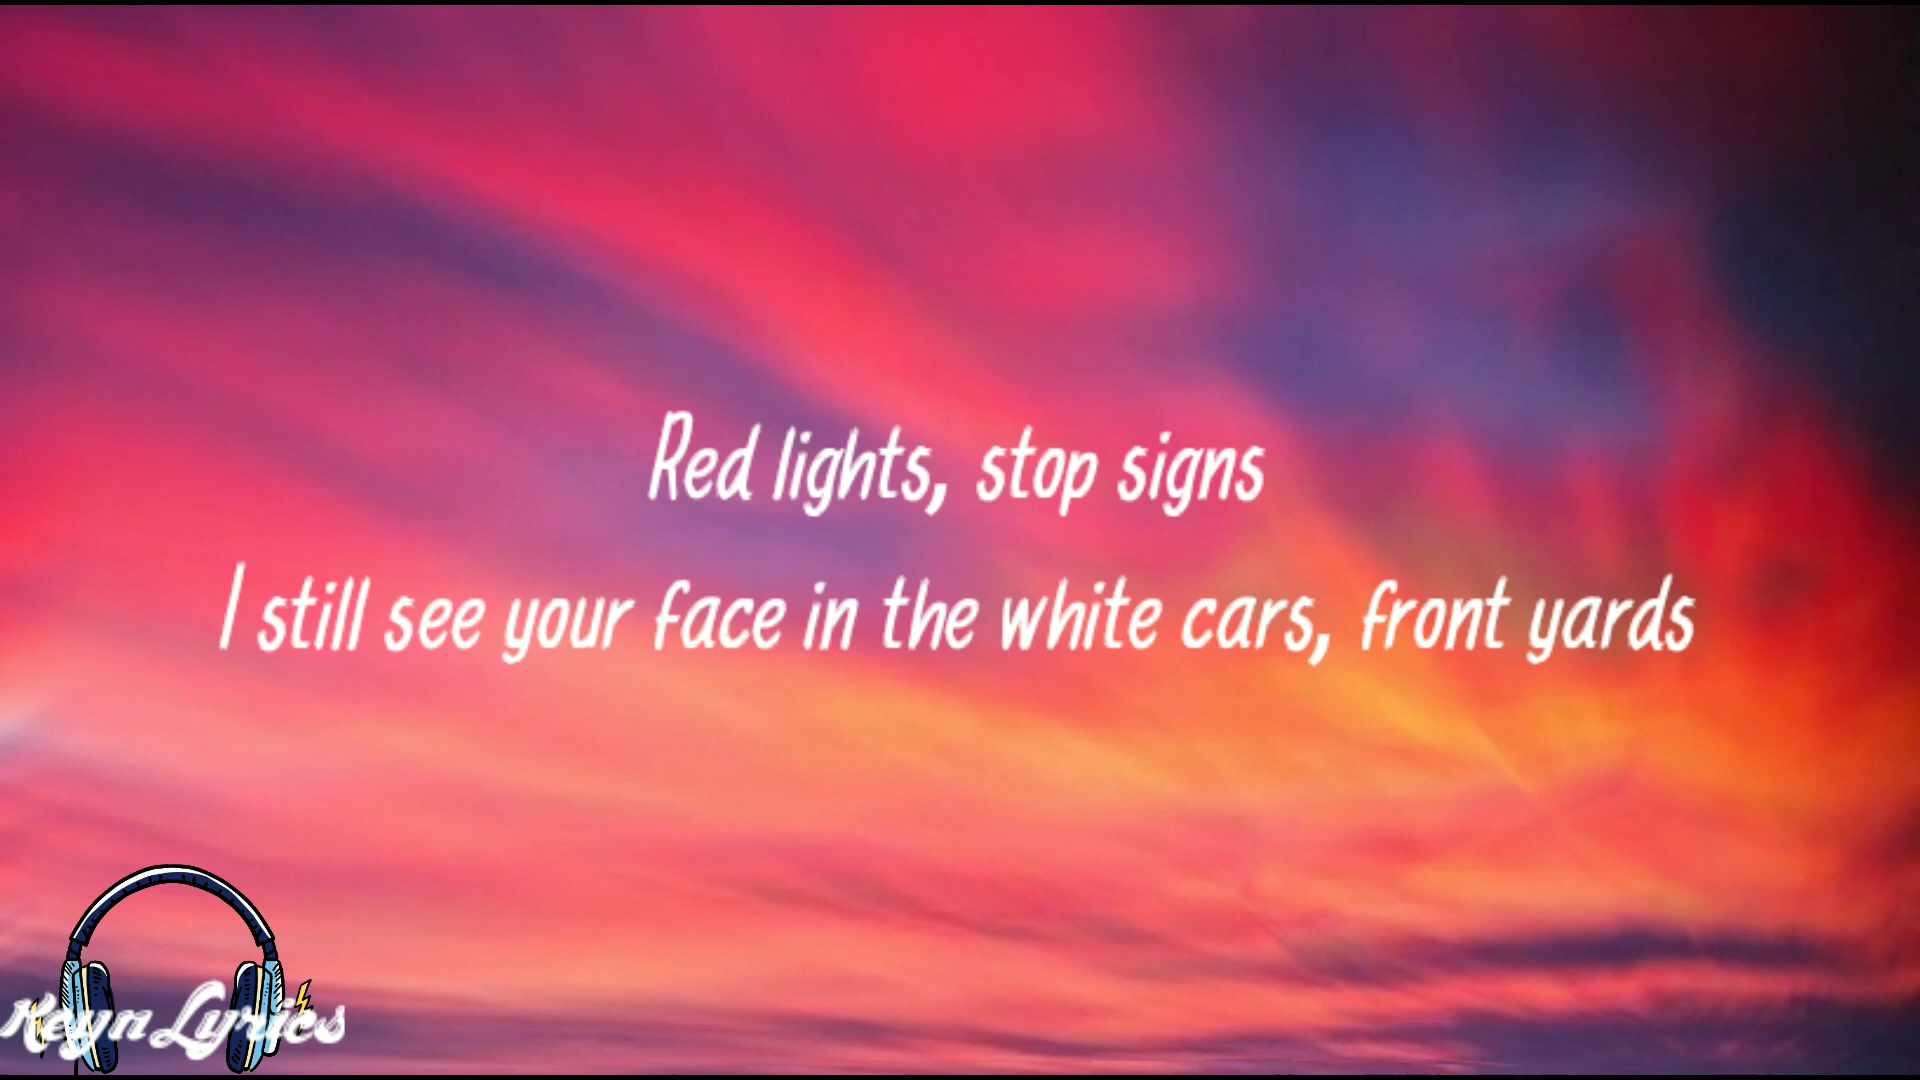 Red lights, stop signs
I still see your face in the white cars, front yards
Keyn Lyrics